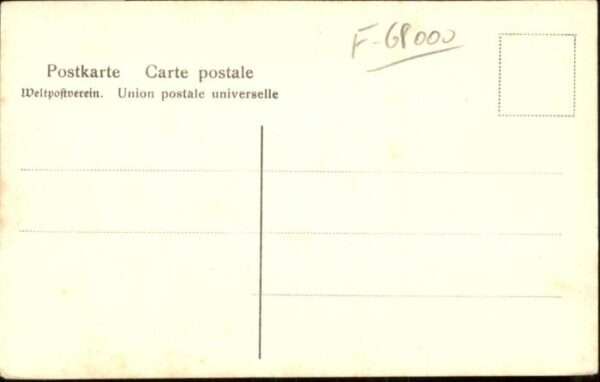 F-68000
Postkarte Carte postale
Weltpostverein. Union postale universelle